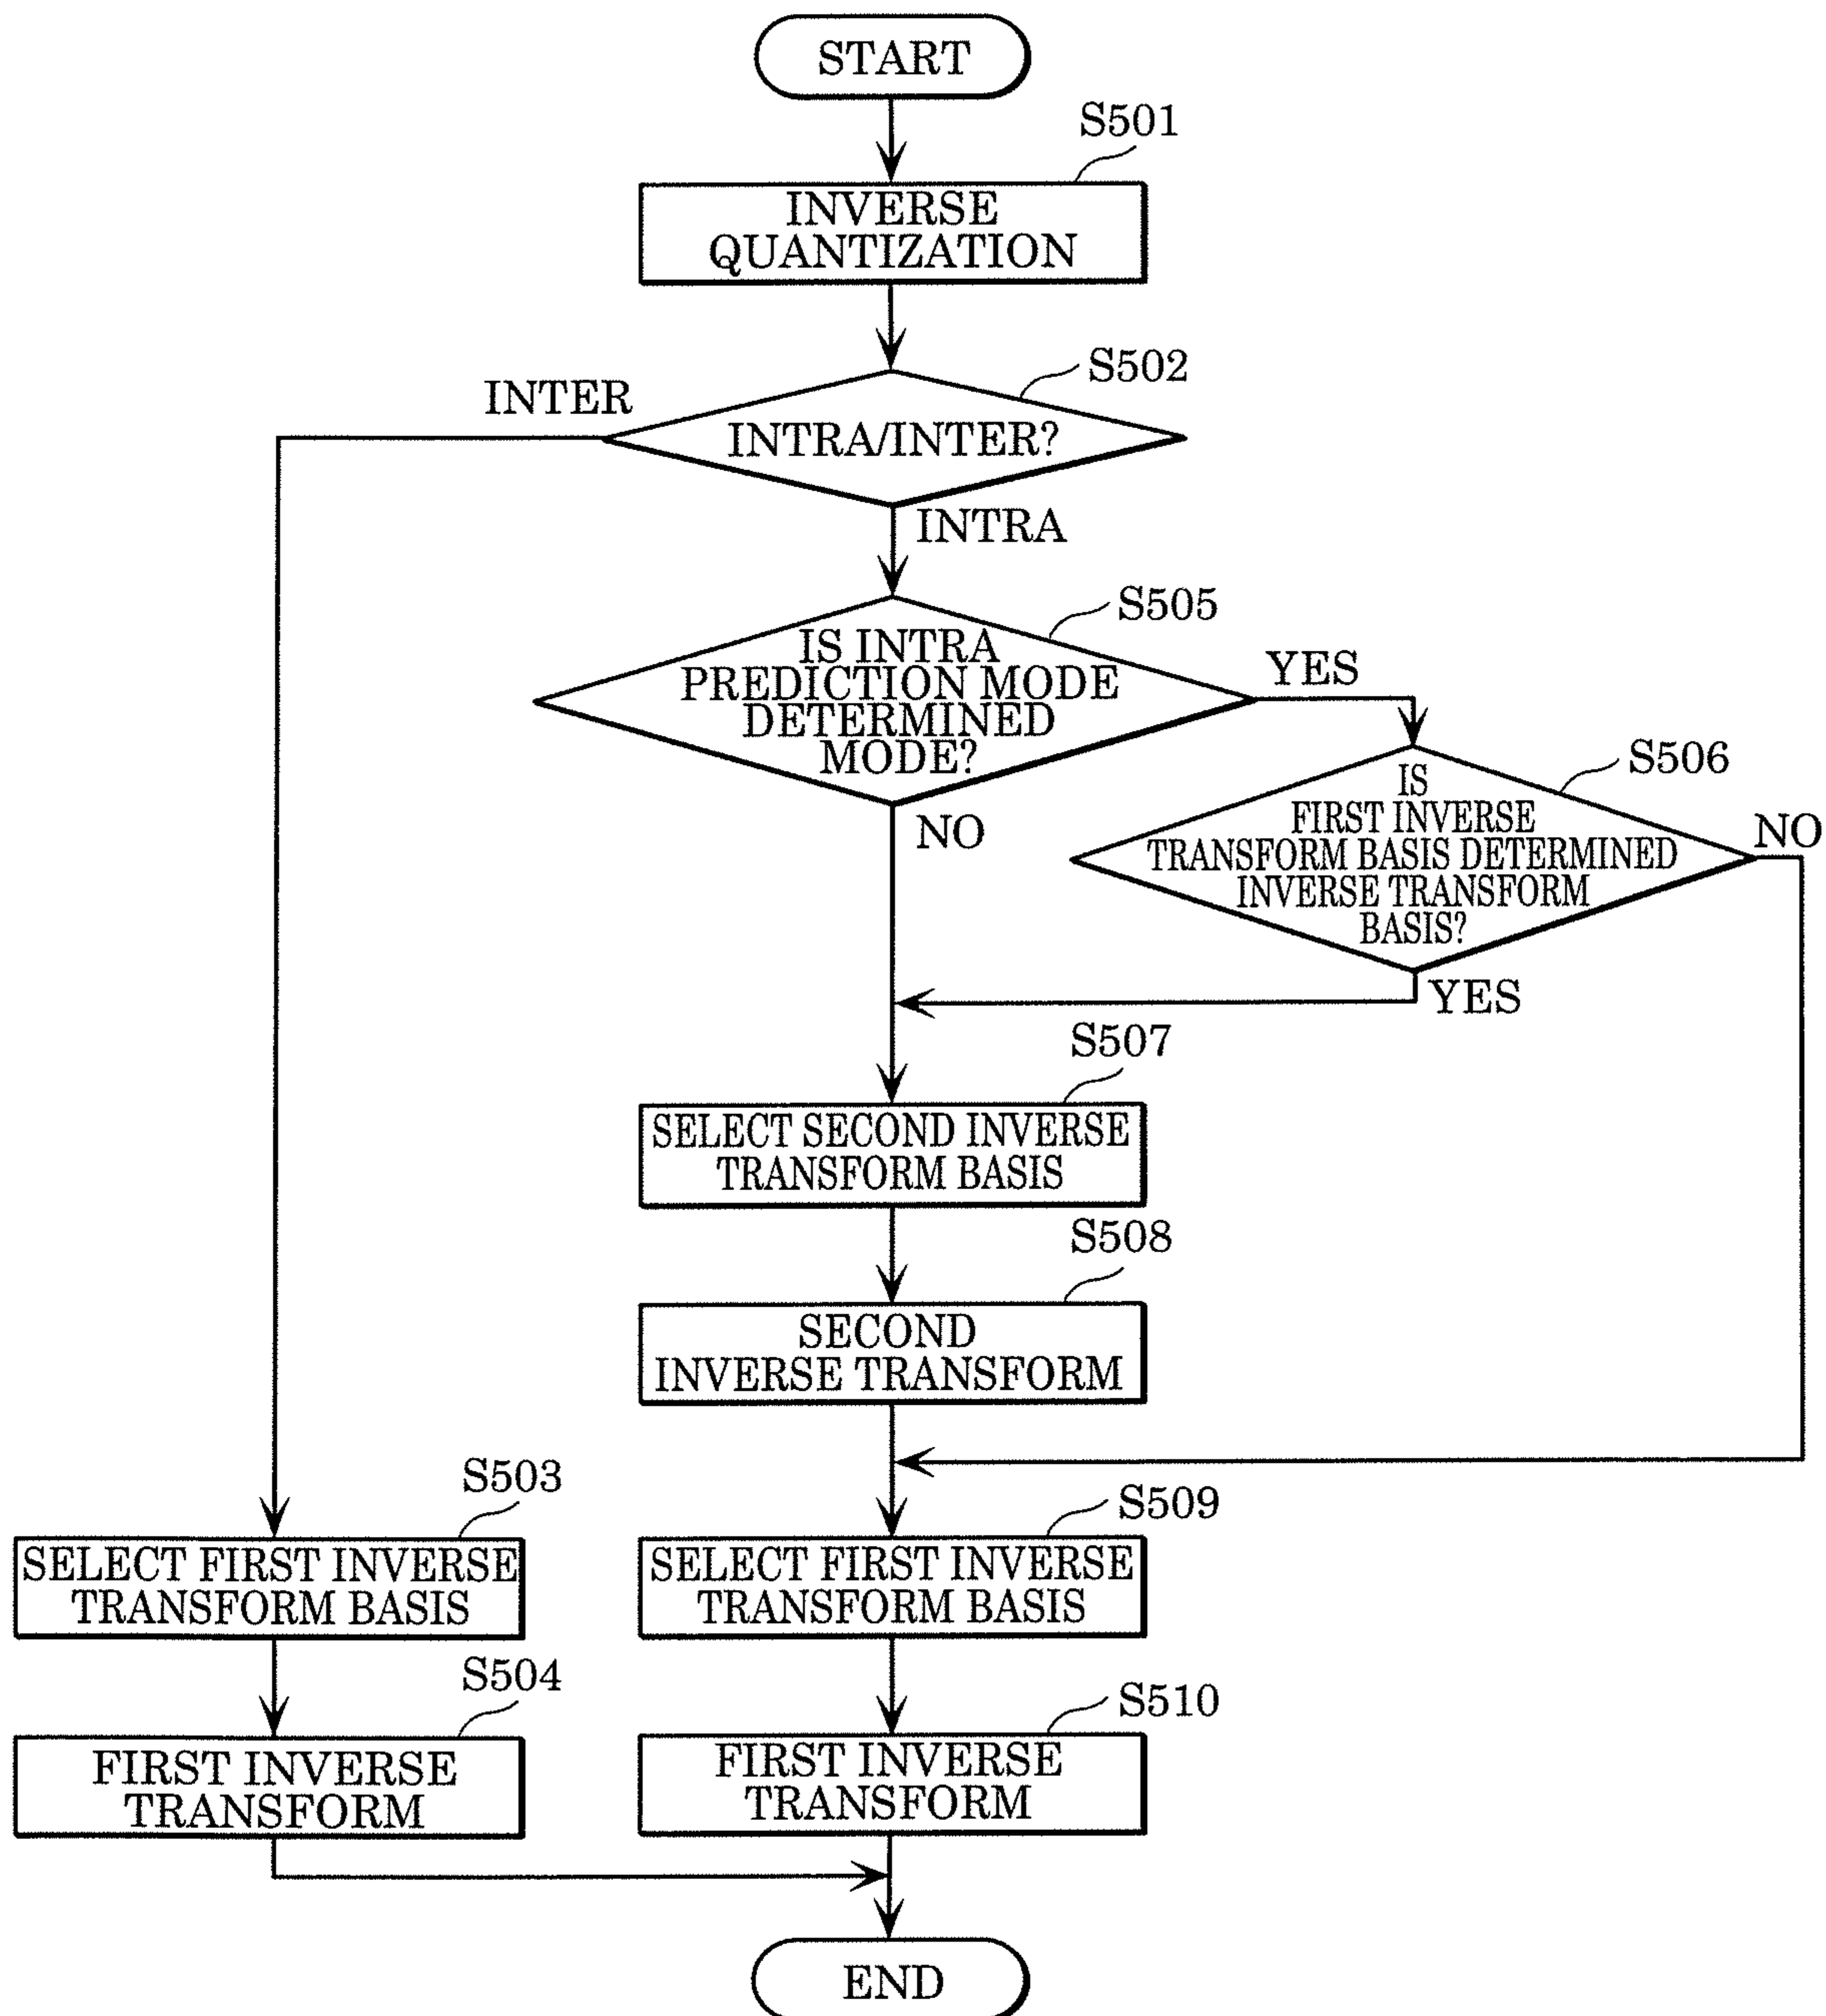 START
S501
INVERSE
QUANTIZATION
S502
INTER
INTRA/INTER?
INTRA
S505
IS INTRA
PREDICTION MODE
DETERMINED
MODE?
YES
NO
S506
IS
FIRST INVERSE
TRANSFORM BASIS DETERMINED
INVERSE TRANSFORM
BASIS?
NO
YES
S507
SELECT SECOND INVERSE
TRANSFORM BASIS
S508
SECOND
INVERSE TRANSFORM
S503
SELECT FIRST INVERSE
TRANSFORM BASIS
S509
SELECT FIRST INVERSE
TRANSFORM BASIS
S504
FIRST INVERSE
TRANSFORM
S510
FIRST INVERSE
TRANSFORM
END